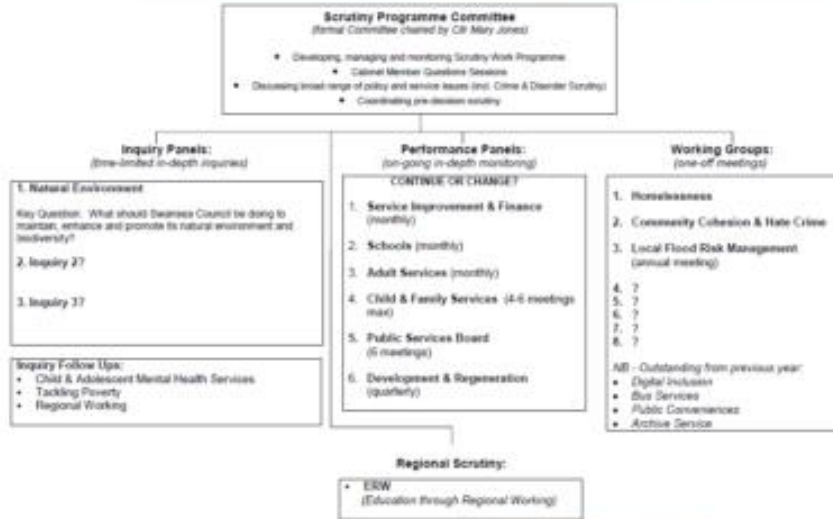 Scrutiny Programme Committee
(formal Committee chaired by Cllr Mary Jones)
• Developing, managing and monitoring Scrutiny Work Programme
• Cabinet Member Questions Sessions
• Discussing broad range of policy and service issues (incl. Crime & Disorder Scrutiny)
• Coordinating pre-decision scrutiny
Inquiry Panels:
(time-limited in-depth inquiries)
1. Natural Environment
Key Question: What should Swansea Council be doing to
maintain, enhance and promote its natural environment and
biodiversity?
2. Inquiry 2?
3. Inquiry 3?
Inquiry Follow Ups:
• Child & Adolescent Mental Health Services
• Tackling Poverty
• Regional Working
Performance Panels:
(on-going in-depth monitoring)
CONTINUE OR CHANGE?
1. Service Improvement & Finance
(monthly)
2. Schools (monthly)
3. Adult Services (monthly)
4. Child & Family Services (4-6 meetings
max)
5. Public Services Board
(6 meetings)
6. Development & Regeneration
(quarterly)
Working Groups:
(one-off meetings)
1. Homelessness
2. Community Cohesion & Hate Crime
3. Local Flood Risk Management
(annual meeting)
4. ?
5. ?
6. ?
7. ?
8. ?
NB - Outstanding from previous year:
• Digital Inclusion
• Bus Services
• Public Conveniences
• Archive Service
Regional Scrutiny:
• ERW
(Education through Regional Working)